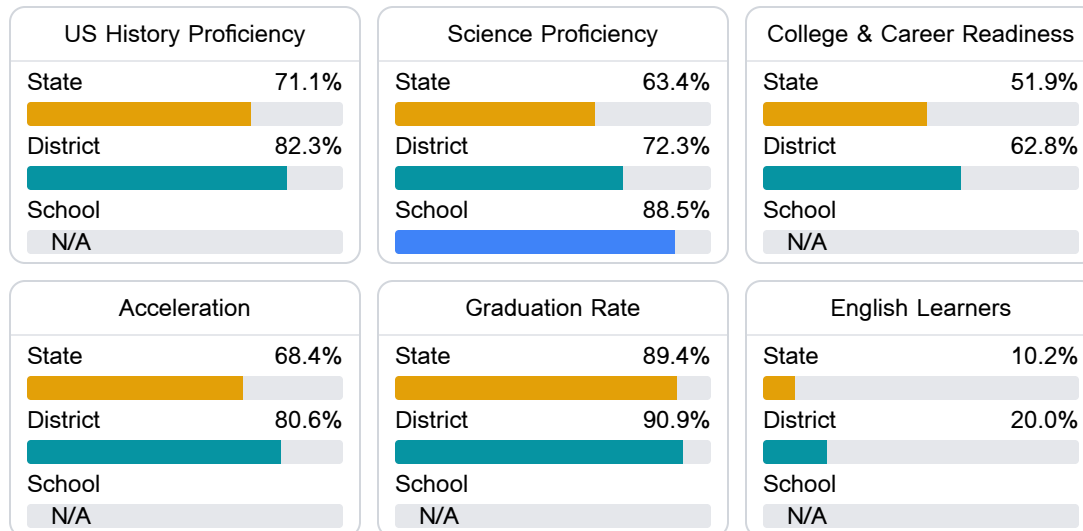 US History Proficiency
State 71.1%
District 82.3%
School
N/A
Science Proficiency
State 63.4%
District 72.3%
School 88.5%
College & Career Readiness
State 51.9%
District 62.8%
School
N/A
Acceleration
State 68.4%
District 80.6%
School
N/A
Graduation Rate
State 89.4%
District 90.9%
School
N/A
English Learners
State 10.2%
District 20.0%
School
N/A